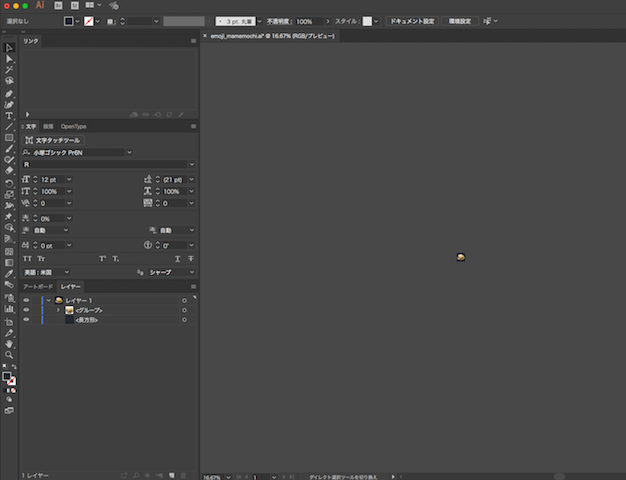 Ai Br St
選択なし 線: 3 pt. 丸筆 不透明度: 100% スタイル: ドキュメント設定 環境設定
× emoji_mamemochi.ai* @ 16.67% (RGB/プレビュー)
リンク
文字 段落 OpenType
文字タッチツール
小塚ゴシック Pr6N
R
12 pt (21 pt)
100% 100%
0 0
0%
自動 自動
0 pt 0°
TT Tr T¹ T₁ T T
英語:米国 シャープ
アートボード レイヤー
レイヤー 1
<グループ>
<長方形>
1 レイヤー
16.67% 1 ダイレクト選択ツールを切り換え